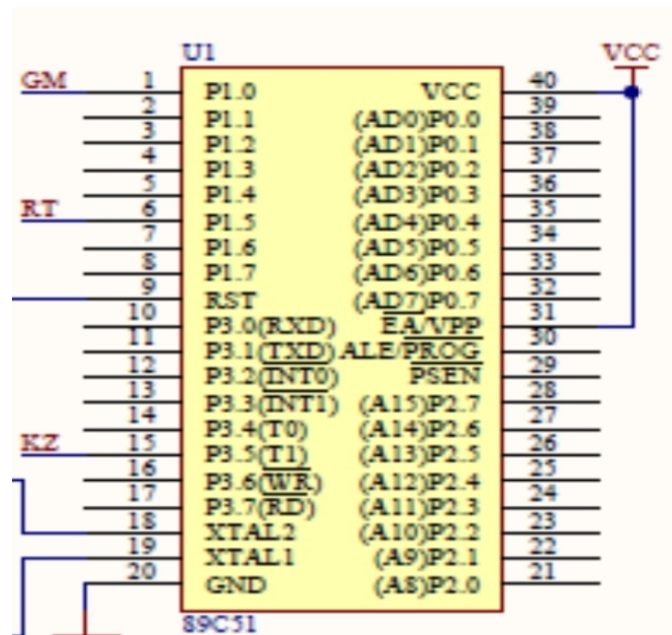 U1
VCC
GM 1 P1.0 VCC 40
2 P1.1 (AD0)P0.0 39
3 P1.2 (AD1)P0.1 38
4 P1.3 (AD2)P0.2 37
5 P1.4 (AD3)P0.3 36
RT 6 P1.5 (AD4)P0.4 35
7 P1.6 (AD5)P0.5 34
8 P1.7 (AD6)P0.6 33
9 RST (AD7)P0.7 32
10 P3.0(RXD) EA/VPP 31
11 P3.1(TXD) ALE/PROG 30
12 P3.2(INT0) PSEN 29
13 P3.3(INT1) (A15)P2.7 28
14 P3.4(T0) (A14)P2.6 27
KZ 15 P3.5(T1) (A13)P2.5 26
16 P3.6(WR) (A12)P2.4 25
17 P3.7(RD) (A11)P2.3 24
18 XTAL2 (A10)P2.2 23
19 XTAL1 (A9)P2.1 22
20 GND (A8)P2.0 21
89C51